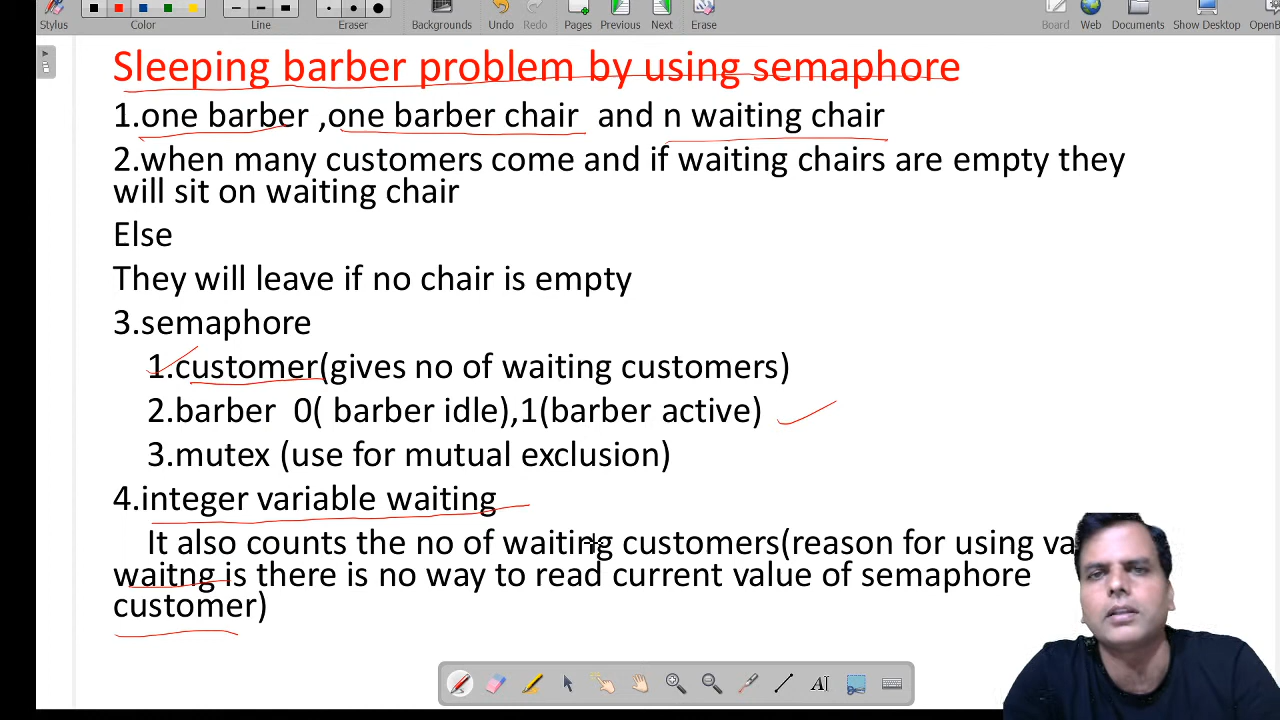 Stylus Color Line Eraser Backgrounds Undo Redo Pages Previous Next Erase Board Web Documents Show Desktop OpenB
Sleeping barber problem by using semaphore
1.one barber ,one barber chair and n waiting chair
2.when many customers come and if waiting chairs are empty they
will sit on waiting chair
Else
They will leave if no chair is empty
3.semaphore
1.customer(gives no of waiting customers)
2.barber 0( barber idle),1(barber active)
3.mutex (use for mutual exclusion)
4.integer variable waiting
It also counts the no of waiting customers(reason for using va
waitng is there is no way to read current value of semaphore
customer)